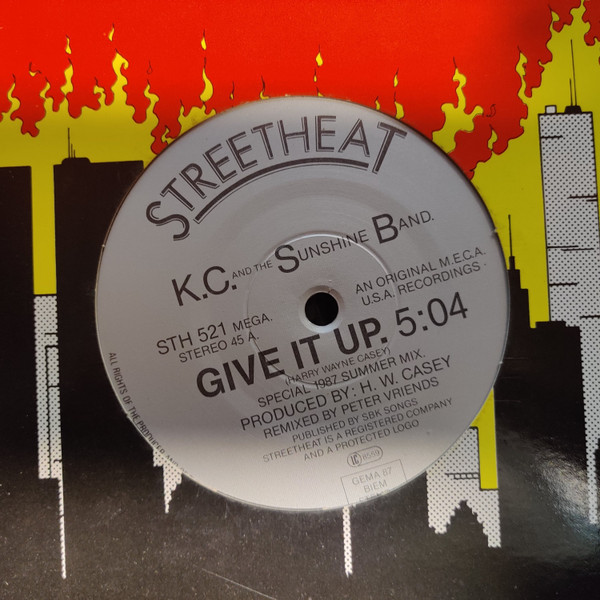 STREETHEAT
K.C. AND THE SUNSHINE BAND.
STH 521 MEGA.
STEREO 45 A.
AN ORIGINAL M.E.C.A.
U.S.A. RECORDINGS -
GIVE IT UP. 5:04
(HARRY WAYNE CASEY)
SPECIAL 1987 SUMMER MIX.
PRODUCED BY: H. W. CASEY
REMIXED BY PETER VRIENDS
PUBLISHED BY SBK SONGS
STREETHEAT IS A REGISTERED COMPANY
AND A PROTECTED LOGO
LC 8559
GEMA 87
BIEM
ALL RIGHTS OF THE PRODUCER